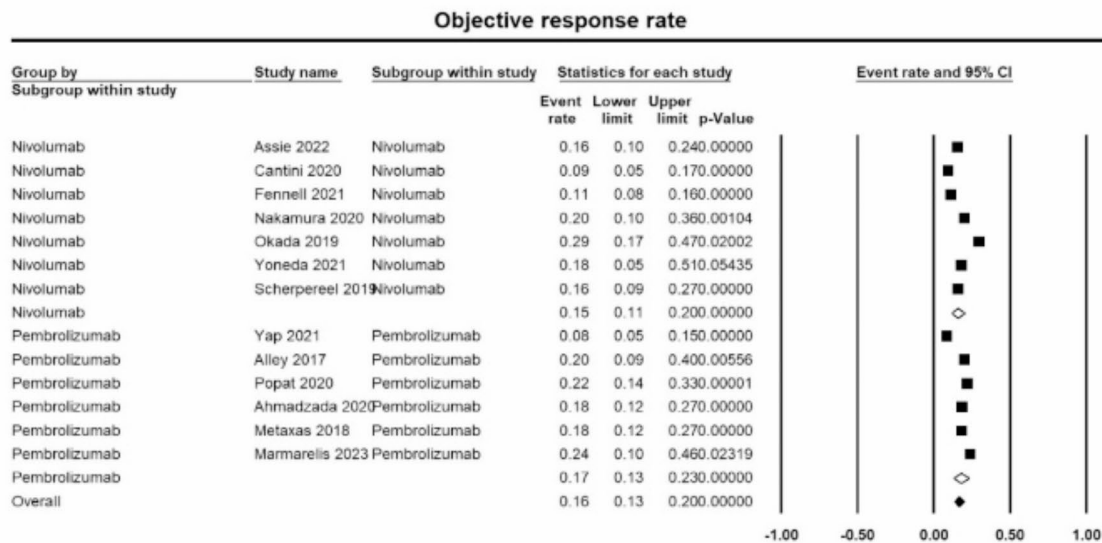 Objective response rate
Group by Study name Subgroup within study Statistics for each study Event rate and 95% CI
Subgroup within study
Event Lower Upper
rate limit limit p-Value
Nivolumab Assie 2022 Nivolumab 0.16 0.10 0.240.00000
Nivolumab Cantini 2020 Nivolumab 0.09 0.05 0.170.00000
Nivolumab Fennell 2021 Nivolumab 0.11 0.08 0.160.00000
Nivolumab Nakamura 2020 Nivolumab 0.20 0.10 0.360.00104
Nivolumab Okada 2019 Nivolumab 0.29 0.17 0.470.02002
Nivolumab Yoneda 2021 Nivolumab 0.18 0.05 0.510.05435
Nivolumab Scherpereel 2019Nivolumab 0.16 0.09 0.270.00000
Nivolumab 0.15 0.11 0.200.00000
Pembrolizumab Yap 2021 Pembrolizumab 0.08 0.05 0.150.00000
Pembrolizumab Alley 2017 Pembrolizumab 0.20 0.09 0.400.00556
Pembrolizumab Popat 2020 Pembrolizumab 0.22 0.14 0.330.00001
Pembrolizumab Ahmadzada 2020Pembrolizumab 0.18 0.12 0.270.00000
Pembrolizumab Metaxas 2018 Pembrolizumab 0.18 0.12 0.270.00000
Pembrolizumab Marmarelis 2023 Pembrolizumab 0.24 0.10 0.460.02319
Pembrolizumab 0.17 0.13 0.230.00000
Overall 0.16 0.13 0.200.00000
-1.00 -0.50 0.00 0.50 1.00